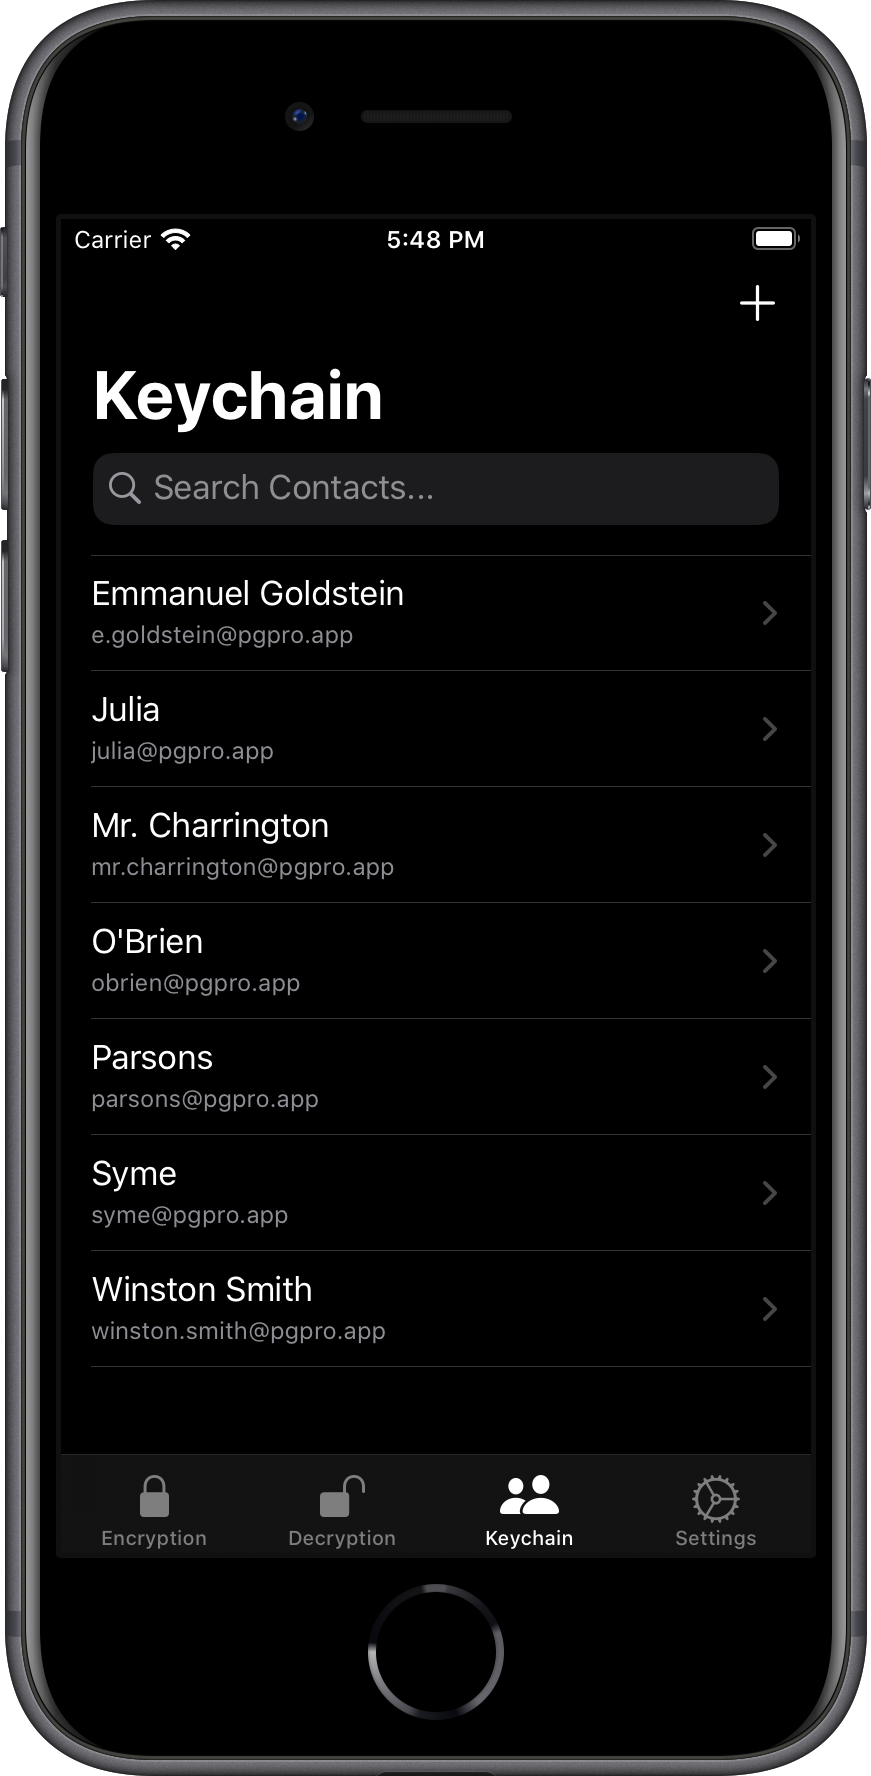 Carrier 5:48 PM
Keychain
Search Contacts...
Emmanuel Goldstein
e.goldstein@pgpro.app
Julia
julia@pgpro.app
Mr. Charrington
mr.charrington@pgpro.app
O'Brien
obrien@pgpro.app
Parsons
parsons@pgpro.app
Syme
syme@pgpro.app
Winston Smith
winston.smith@pgpro.app
Encryption Decryption Keychain Settings